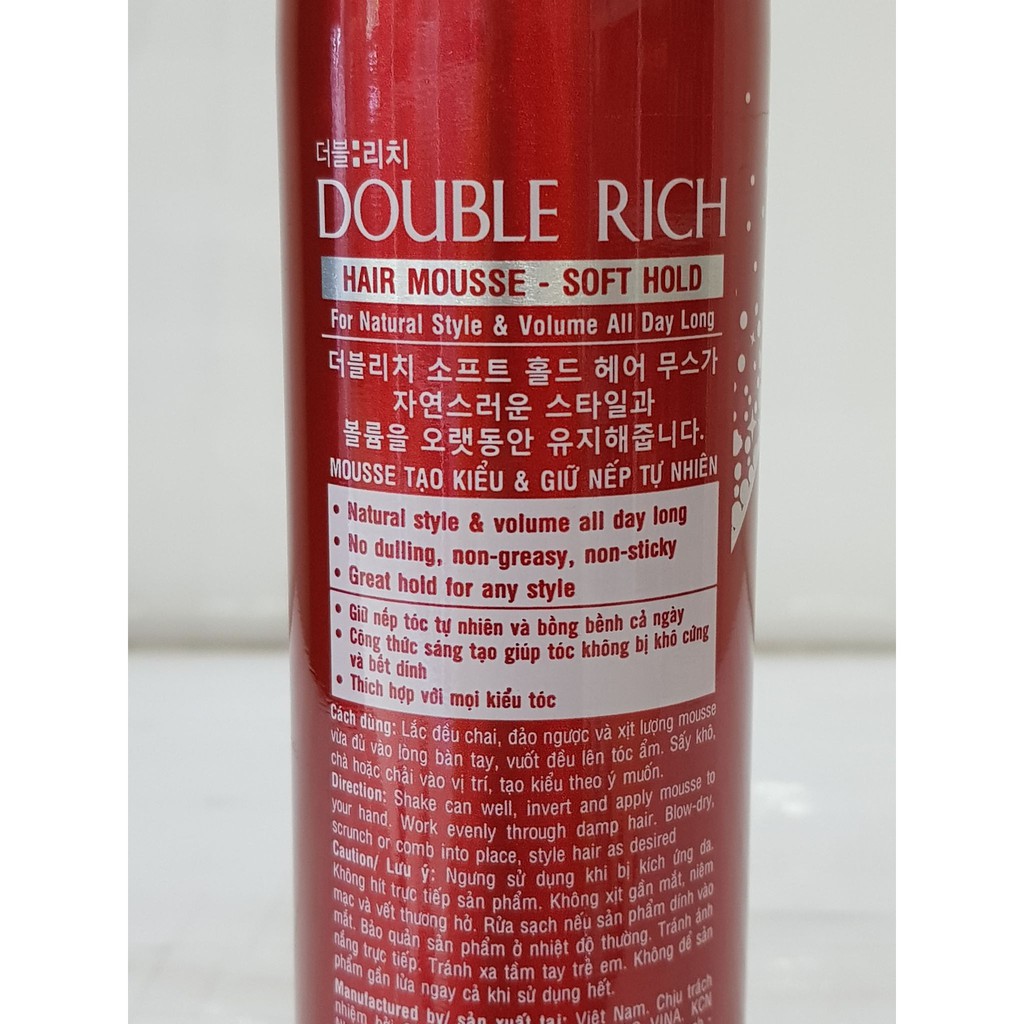 더블:리치
DOUBLE RICH
HAIR MOUSSE - SOFT HOLD
For Natural Style & Volume All Day Long
더블리치 소프트 홀드 헤어 무스가
자연스러운 스타일과
볼륨을 오랫동안 유지해줍니다.
MOUSSE TẠO KIỂU & GIỮ NẾP TỰ NHIÊN
• Natural style & volume all day long
• No dulling, non-greasy, non-sticky
• Great hold for any style
• Giữ nếp tóc tự nhiên và bồng bềnh cả ngày
• Công thức sáng tạo giúp tóc không bị khô cứng
và bết dính
• Thích hợp với mọi kiểu tóc
Cách dùng: Lắc đều chai, đảo ngược và xịt lượng mousse
vừa đủ vào lòng bàn tay, vuốt đều lên tóc ẩm. Sấy khô,
chà hoặc chải vào vị trí, tạo kiểu theo ý muốn.
Direction: Shake can well, invert and apply mousse to
your hand. Work evenly through damp hair. Blow-dry,
scrunch or comb into place, style hair as desired
Caution/ Lưu ý: Ngưng sử dụng khi bị kích ứng da.
Không hít trực tiếp sản phẩm. Không xịt gần mắt, niêm
mạc và vết thương hở. Rửa sạch nếu sản phẩm dính vào
mắt. Bảo quản sản phẩm ở nhiệt độ thường. Tránh ánh
nắng trực tiếp. Tránh xa tầm tay trẻ em. Không để sản
phẩm gần lửa ngay cả khi sử dụng hết.
Manufactured by/ sản xuất tại: Việt Nam. Chịu trách
nhiệm VINA, KCN